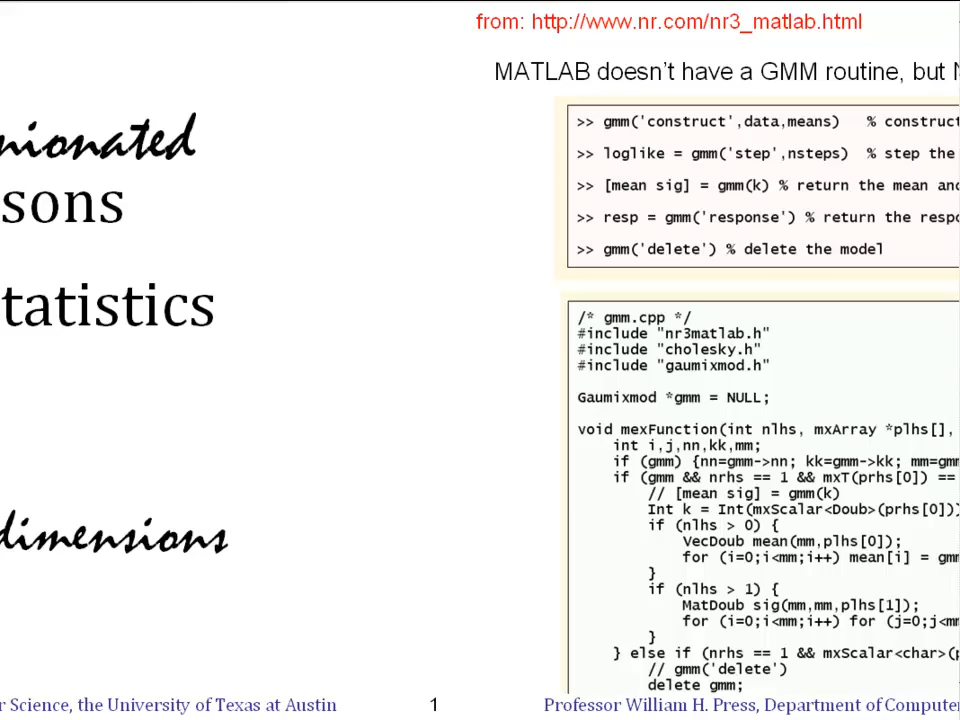 nionated
sons
tatistics
dimensions
r Science, the University of Texas at Austin
1
from: http://www.nr.com/nr3_matlab.html
MATLAB doesn't have a GMM routine, but
>> gmm('construct',data,means) % construct
>> loglike = gmm('step',nsteps) % step the
>> [mean sig] = gmm(k) % return the mean and
>> resp = gmm('response') % return the respo
>> gmm('delete') % delete the model
/* gmm.cpp */
#include "nr3matlab.h"
#include "cholesky.h"
#include "gaumixmod.h"
Gaumixmod *gmm = NULL;
void mexFunction(int nlhs, mxArray *plhs[],
int i,j,nn,kk,mm;
if (gmm) {nn=gmm->nn; kk=gmm->kk; mm=gmm
if (gmm && nrhs == 1 && mxT(prhs[0]) ==
// [mean sig] = gmm(k)
Int k = Int(mxScalar<Doub>(prhs[0]))
if (nlhs > 0) {
VecDoub mean(mm,plhs[0]);
for (i=0;i<mm;i++) mean[i] = gmm
}
if (nlhs > 1) {
MatDoub sig(mm,mm,plhs[1]);
for (i=0;i<mm;i++) for (j=0;j<mm
}
} else if (nrhs == 1 && mxScalar<char>(p
// gmm('delete')
delete gmm;
Professor William H. Press, Department of Computer